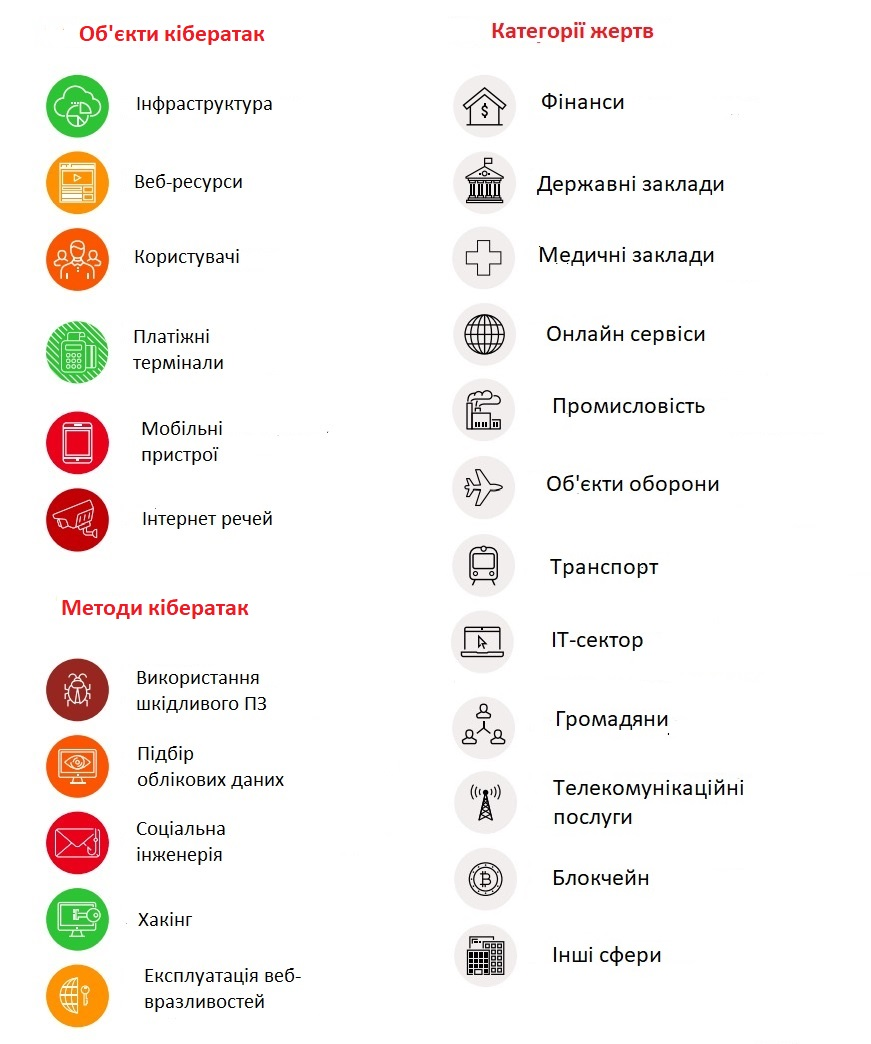 Об'єкти кібератак
Інфраструктура
Веб-ресурси
Користувачі
Платіжні
термінали
Мобільні
пристрої
Інтернет речей
Методи кібератак
Використання
шкідливого ПЗ
Підбір
облікових даних
Соціальна
інженерія
Хакінг
Експлуатація веб-
вразливостей
Категорії жертв
Фінанси
Державні заклади
Медичні заклади
Онлайн сервіси
Промисловість
Об'єкти оборони
Транспорт
ІТ-сектор
Громадяни
Телекомунікаційні
послуги
Блокчейн
Інші сфери